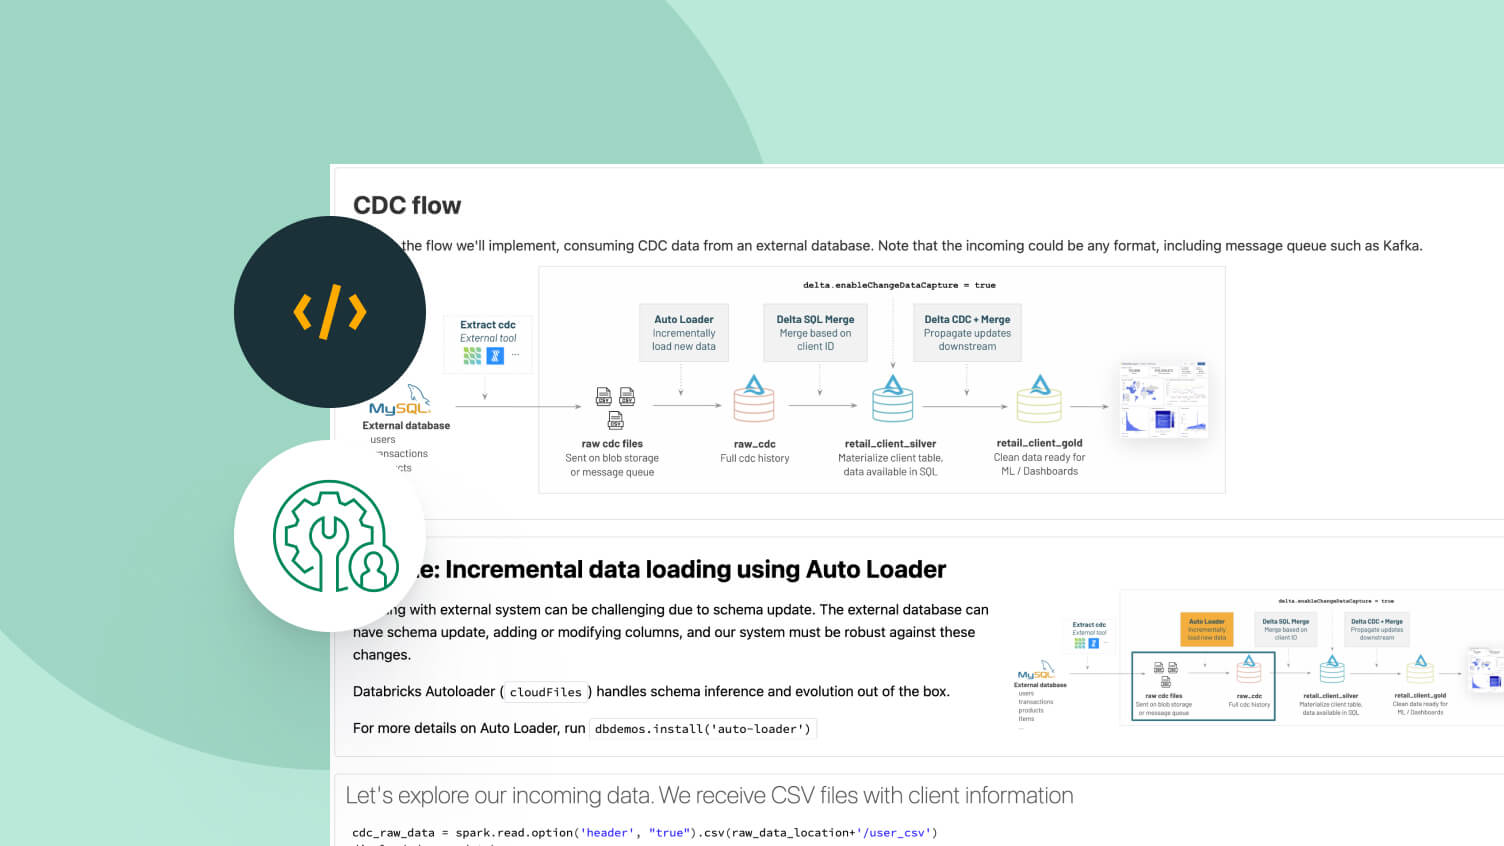 CDC flow
the flow we'll implement, consuming CDC data from an external database. Note that the incoming could be any format, including message queue such as Kafka.
delta.enableChangeDataCapture = true
Extract cdc
External tool
...
Auto Loader
Incrementally
load new data
Delta SQL Merge
Merge based on
client ID
Delta CDC + Merge
Propagate updates
downstream
</>
MySQL
External database
users
CSV
CSV
CSV
raw cdc files
Sent on blob storage
or message queue
raw_cdc
Full cdc history
retail_client_silver
Materialize client table,
data available in SQL
retail_client_gold
Clean data ready for
ML / Dashboards
: Incremental data loading using Auto Loader
with external system can be challenging due to schema update. The external database can
have schema update, adding or modifying columns, and our system must be robust against these
changes.
Databricks Autoloader ( cloudFiles ) handles schema inference and evolution out of the box.
For more details on Auto Loader, run dbdemos.install('auto-loader')
delta.enableChangeDataCapture = true
Extract cdc
External tool
Auto Loader
Incrementally
load new data
Delta SQL Merge
Merge based on
client ID
Delta CDC + Merge
Propagate updates
downstream
MySQL
External database
users
transactions
products
items
...
raw cdc files
Sent on blob storage
or message queue
raw_cdc
Full cdc history
retail_client_silver
Materialize client table,
data available in SQL
retail_client_gold
Clean data ready for
ML / Dashboards
Let's explore our incoming data. We receive CSV files with client information
cdc_raw_data = spark.read.option('header', "true").csv(raw_data_location+'/user_csv')